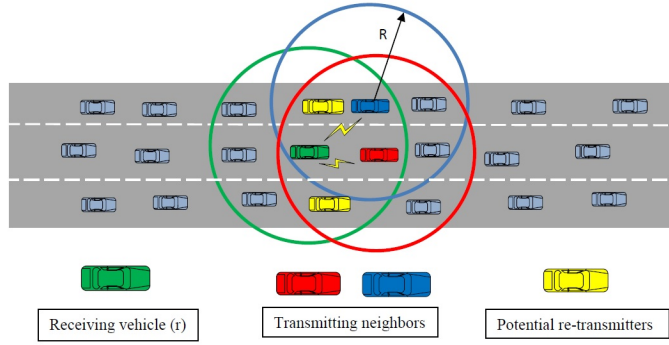 R
Receiving vehicle (r)
Transmitting neighbors
Potential re-transmitters